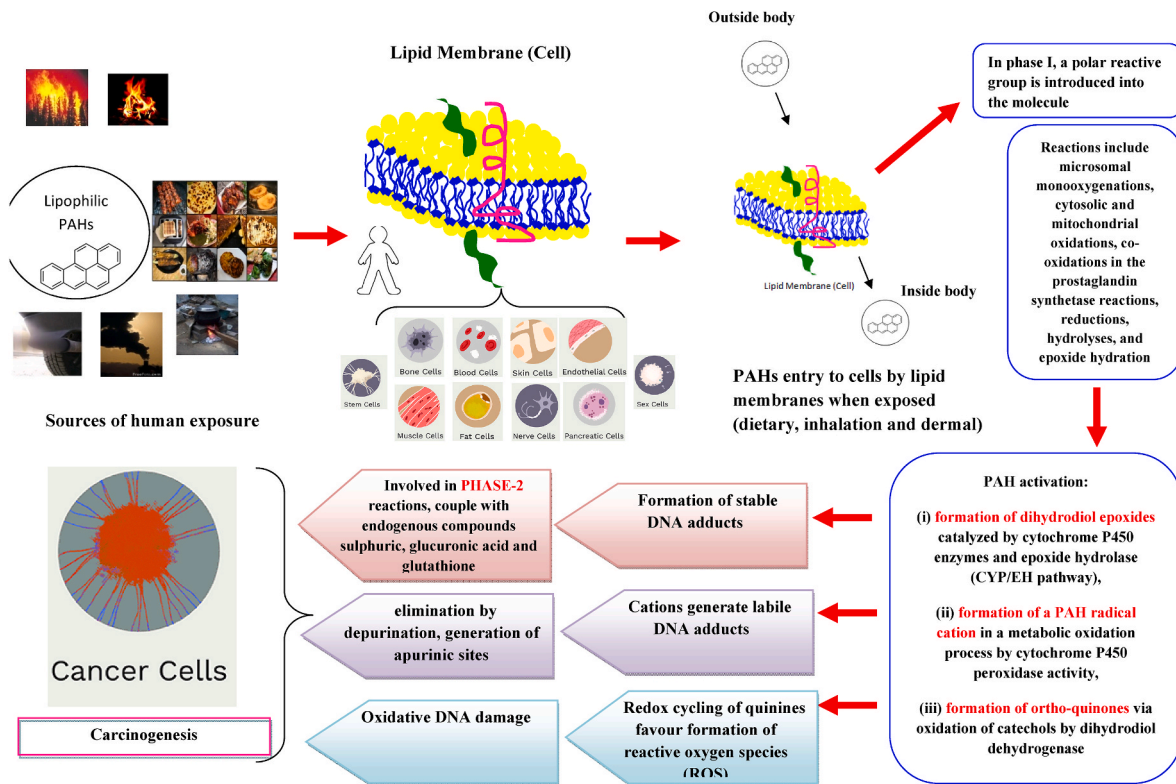 Outside body
Lipid Membrane (Cell)
In phase I, a polar reactive
group is introduced into
the molecule
Lipophilic
PAHs
Reactions include
microsomal
monooxygenations,
cytosolic and
mitochondrial
oxidations, co-
oxidations in the
prostaglandin
synthetase reactions,
reductions,
hydrolyses, and
epoxide hydration
Lipid Membrane (Cell)
Inside body
Bone Cells
Blood Cells
Skin Cells
Endothelial Cells
Stem Cells
Sex Cells
Muscle Cells
Fat Cells
Nerve Cells
Pancreatic Cells
Sources of human exposure
PAHs entry to cells by lipid
membranes when exposed
(dietary, inhalation and dermal)
PAH activation:
(i) formation of dihydrodiol epoxides
catalyzed by cytochrome P450
enzymes and epoxide hydrolase
(CYP/EH pathway),
(ii) formation of a PAH radical
cation in a metabolic oxidation
process by cytochrome P450
peroxidase activity,
(iii) formation of ortho-quinones via
oxidation of catechols by dihydrodiol
dehydrogenase
Formation of stable
DNA adducts
Involved in PHASE-2
reactions, couple with
endogenous compounds
sulphuric, glucuronic acid and
glutathione
Cations generate labile
DNA adducts
elimination by
depurination, generation of
apurinic sites
Redox cycling of quinines
favour formation of
reactive oxygen species
(ROS)
Oxidative DNA damage
Cancer Cells
Carcinogenesis